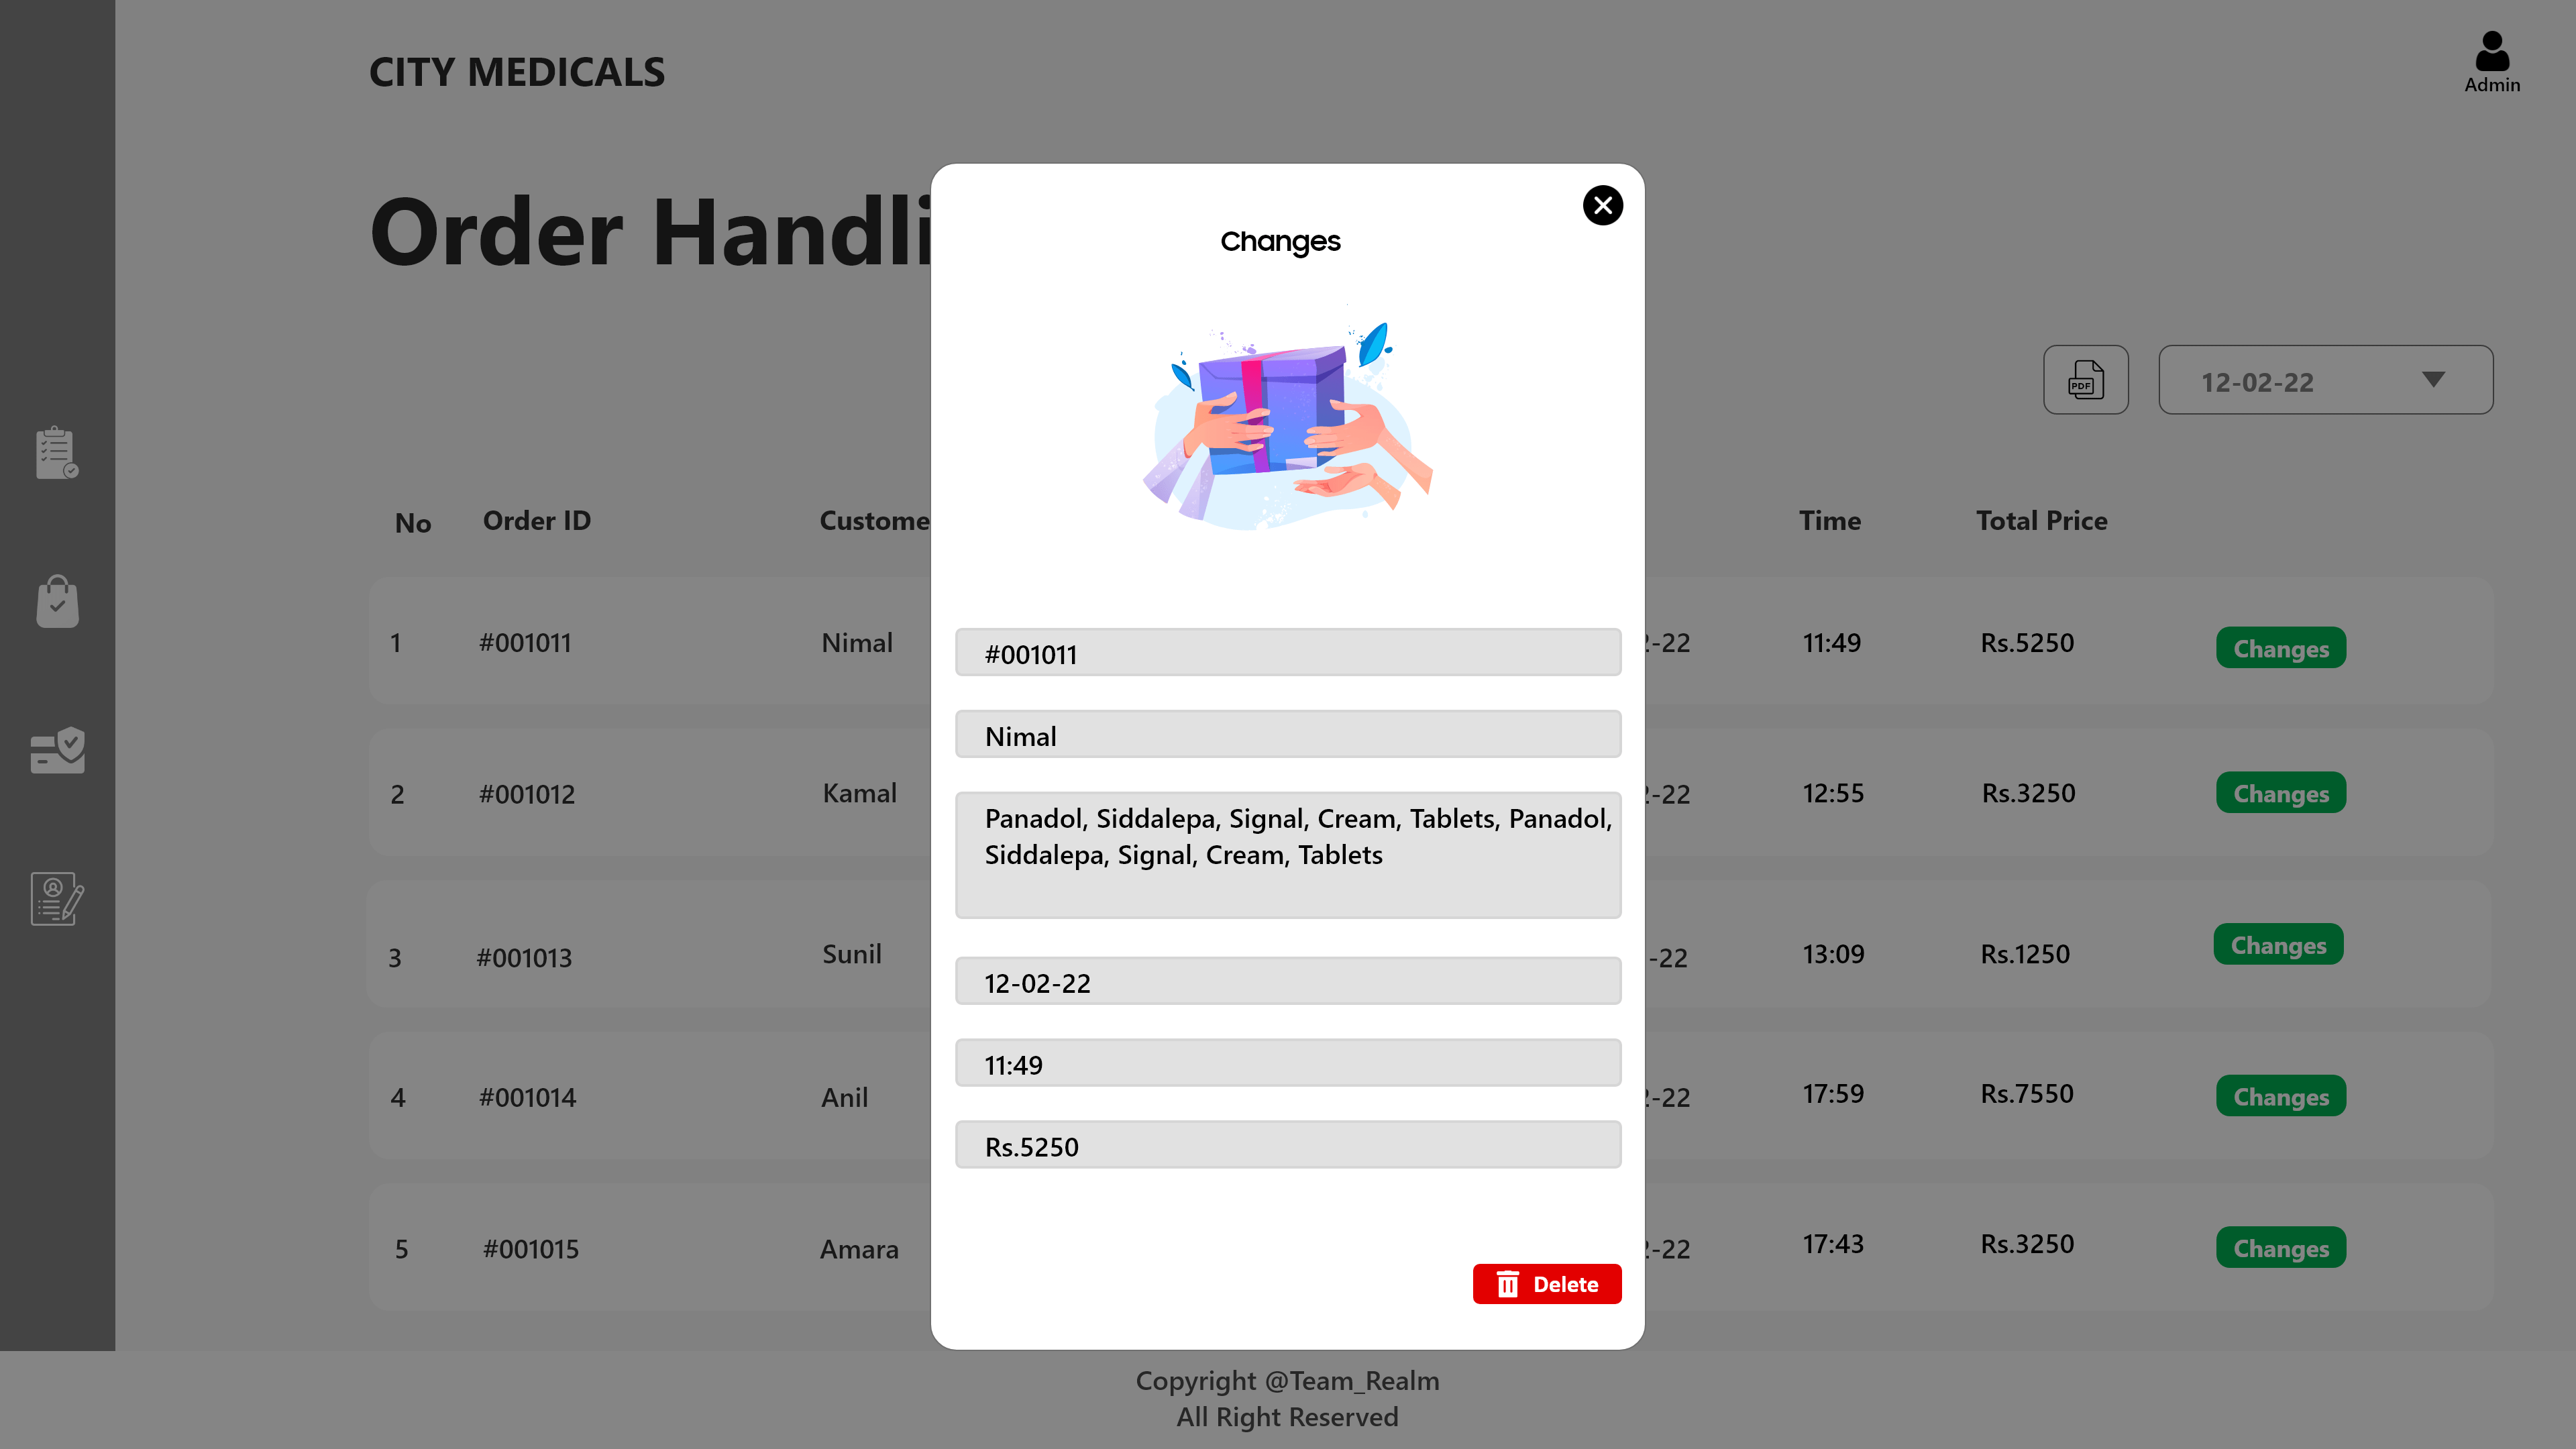 CITY MEDICALS
Admin
Order Handli
Changes
PDF
12-02-22
No Order ID Custome Time Total Price
1 #001011 Nimal -22 11:49 Rs.5250 Changes
2 #001012 Kamal -22 12:55 Rs.3250 Changes
3 #001013 Sunil -22 13:09 Rs.1250 Changes
4 #001014 Anil -22 17:59 Rs.7550 Changes
5 #001015 Amara -22 17:43 Rs.3250 Changes
#001011
Nimal
Panadol, Siddalepa, Signal, Cream, Tablets, Panadol,
Siddalepa, Signal, Cream, Tablets
12-02-22
11:49
Rs.5250
Delete
Copyright @Team_Realm
All Right Reserved